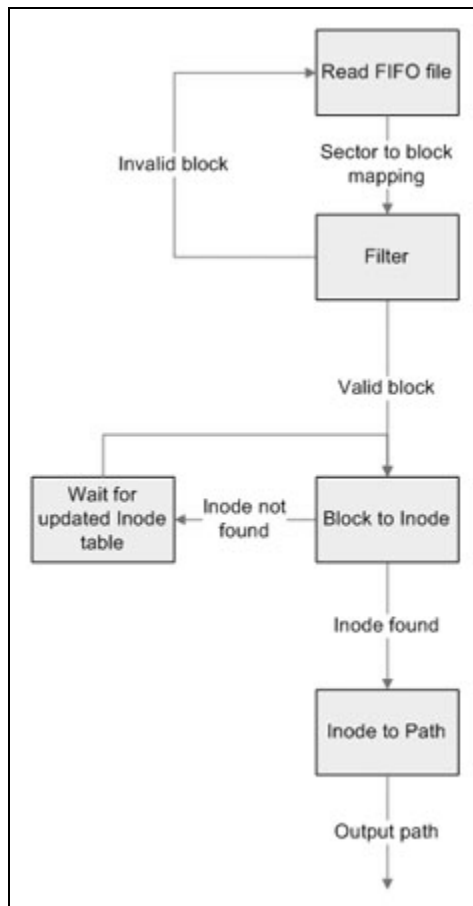 Read FIFO file
Invalid block
Sector to block
mapping
Filter
Valid block
Wait for
updated Inode
table
Inode not
found
Block to Inode
Inode found
Inode to Path
Output path